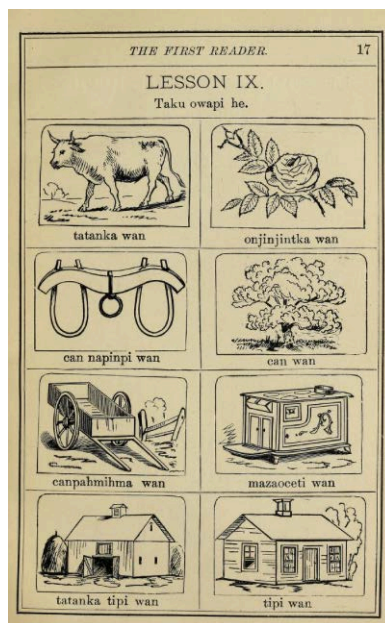 THE FIRST READER. 17
LESSON IX.
Taku owapi he.
tatanka wan
onjinjintka wan
can napinpi wan
can wan
canpahmihma wan
mazaoceti wan
tatanka tipi wan
tipi wan